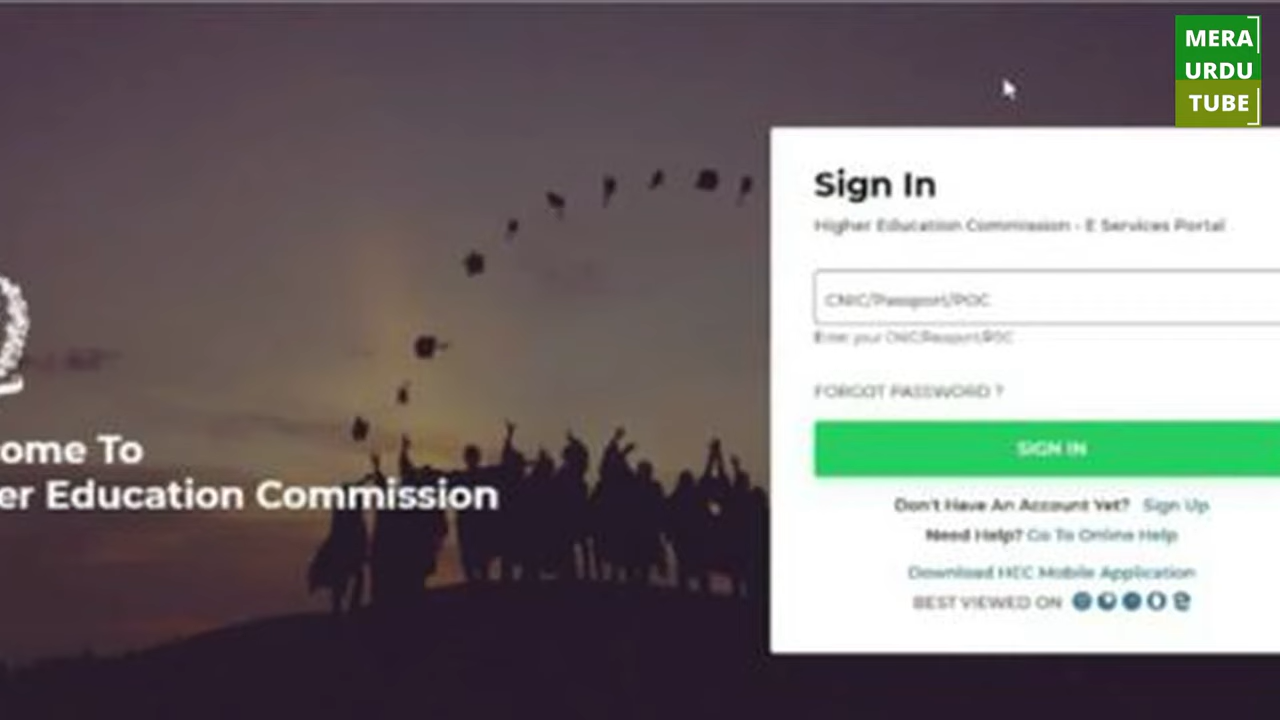 MERA
URDU
TUBE
Sign In
Higher Education Commission - E Services Portal
CNIC/Passport/POC
Enter your CNIC/Passport/POC
FORGOT PASSWORD ?
SIGN IN
ome To
er Education Commission
Don't Have An Account Yet? Sign Up
Need Help? Go To Online Help
Download HEC Mobile Application
BEST VIEWED ON